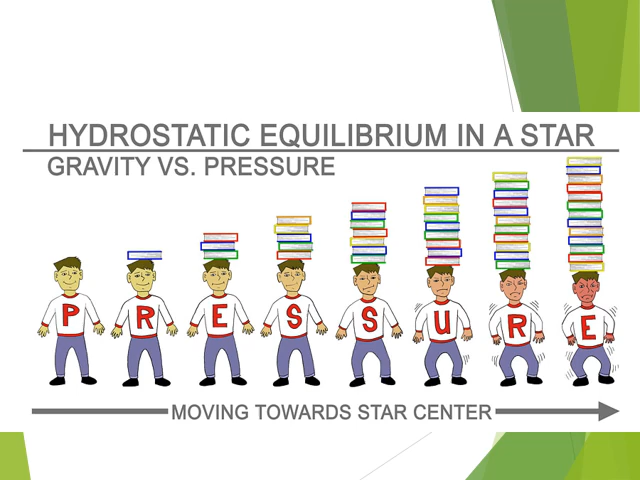 HYDROSTATIC EQUILIBRIUM IN A STAR
GRAVITY VS. PRESSURE
P R E S S U R E
MOVING TOWARDS STAR CENTER